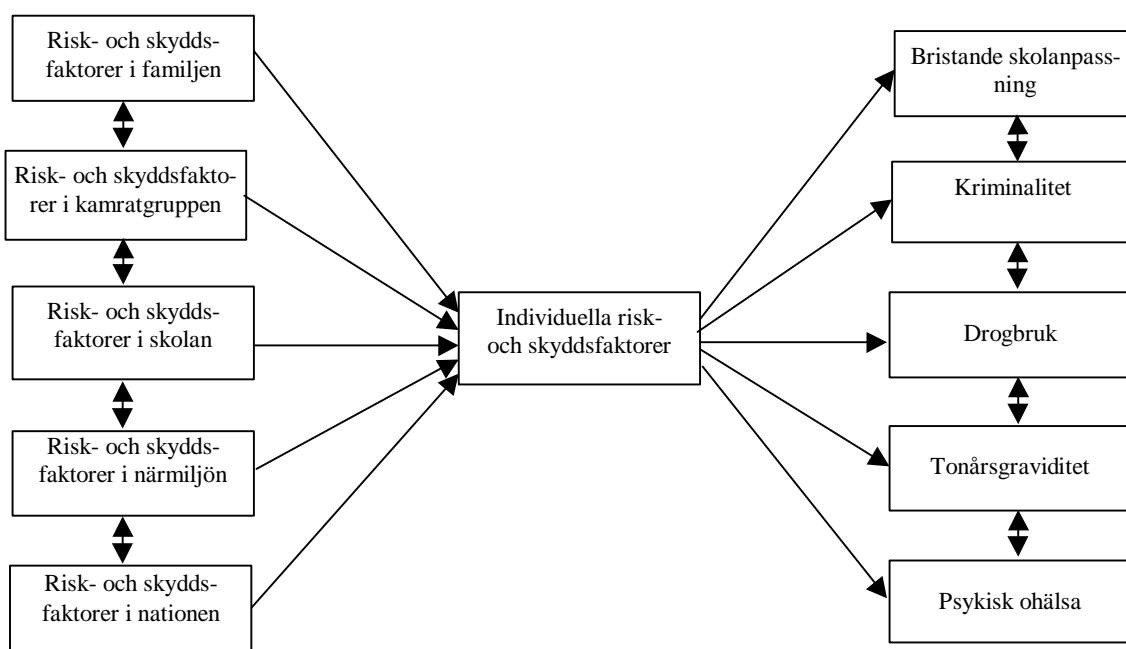 Risk- och skydds-
faktorer i familjen
Risk- och skyddsfakto-
rer i kamratgruppen
Risk- och skydds-
faktorer i skolan
Risk- och skydds-
faktorer i närmiljön
Risk- och skydds-
faktorer i nationen
Individuella risk-
och skyddsfaktorer
Bristande skolanpass-
ning
Kriminalitet
Drogbruk
Tonårsgraviditet
Psykisk ohälsa